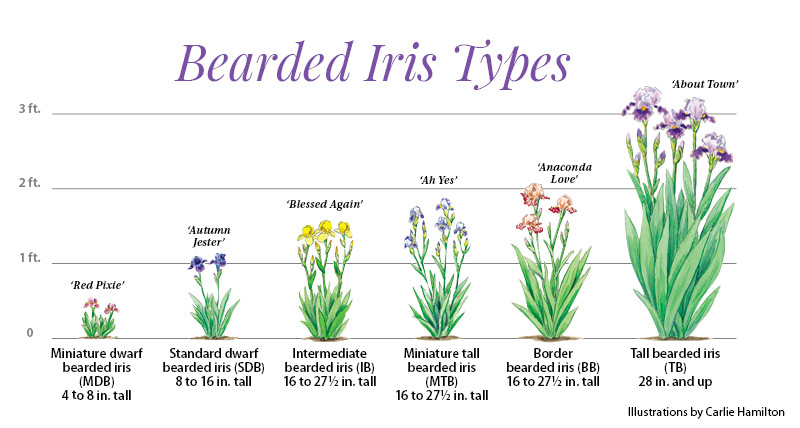 Bearded Iris Types
3 ft.
2 ft.
1 ft.
0
‘Red Pixie’
‘Autumn
Jester’
‘Blessed Again’
‘Ah Yes’
‘Anaconda
Love’
‘About Town’
Miniature dwarf
bearded iris
(MDB)
4 to 8 in. tall
Standard dwarf
bearded iris (SDB)
8 to 16 in. tall
Intermediate
bearded iris (IB)
16 to 27½ in. tall
Miniature tall
bearded iris
(MTB)
16 to 27½ in. tall
Border
bearded iris (BB)
16 to 27½ in. tall
Tall bearded iris
(TB)
28 in. and up
Illustrations by Carlie Hamilton